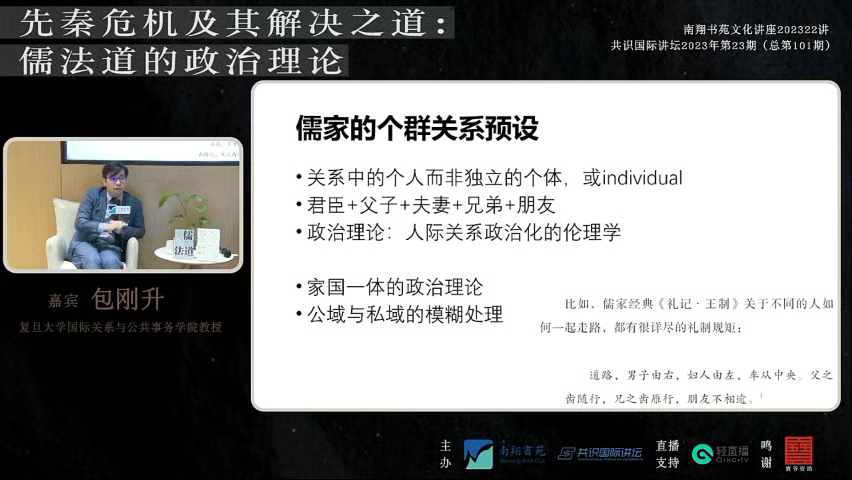 先秦危机及其解决之道：
儒法道的政治理论
南翔书苑文化讲座202322讲
共识国际讲坛2023年第23期（总第101期）
儒家的个群关系预设
•关系中的个人而非独立的个体，或individual
•君臣+父子+夫妻+兄弟+朋友
•政治理论：人际关系政治化的伦理学
•家国一体的政治理论
•公域与私域的模糊处理
比如，儒家经典《礼记·王制》关于不同的人如
何一起走路，都有很详尽的礼制规矩：
道路，男子由右，妇人由左，车从中央。父之
齿随行，兄之齿雁行，朋友不相逾。
儒
法道
嘉宾 包刚升
复旦大学国际关系与公共事务学院教授
主办
南翔书苑
共识国际讲坛
直播支持
轻直播
Qing·tv
鸣谢